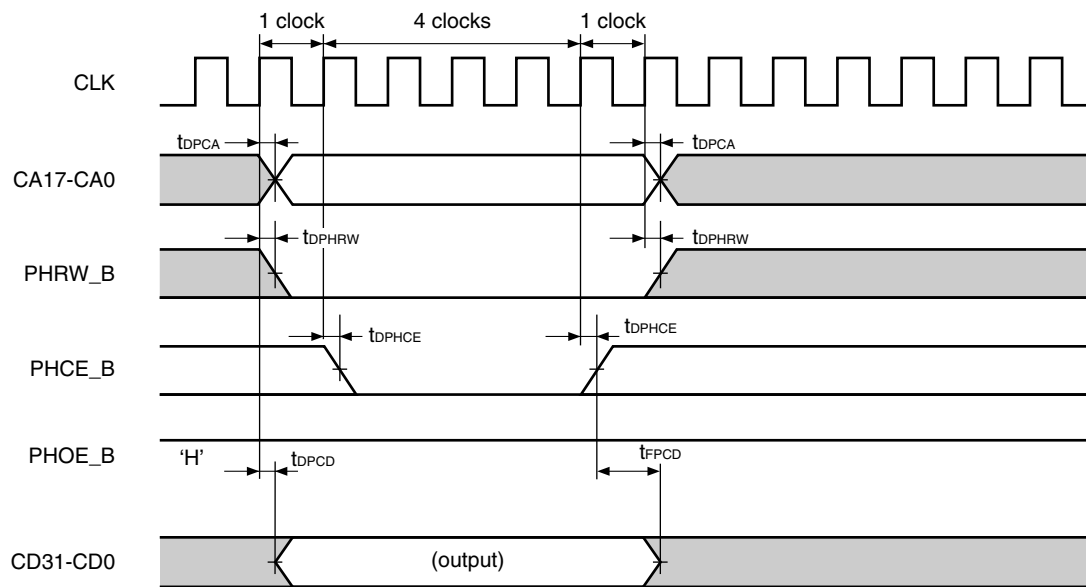 1 clock 4 clocks 1 clock
CLK
tDPCA tDPCA
CA17-CA0
tDPHRW tDPHRW
PHRW_B
tDPHCE tDPHCE
PHCE_B
PHOE_B 'H' tDPCD tFPCD
CD31-CD0 (output)